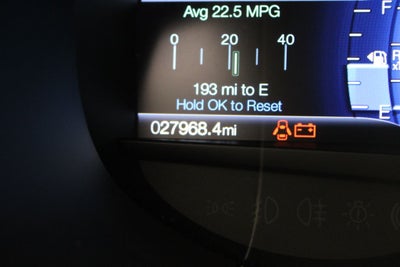 Avg 22.5 MPG
0 20 40
193 mi to E
Hold OK to Reset
027968.4mi
F
E